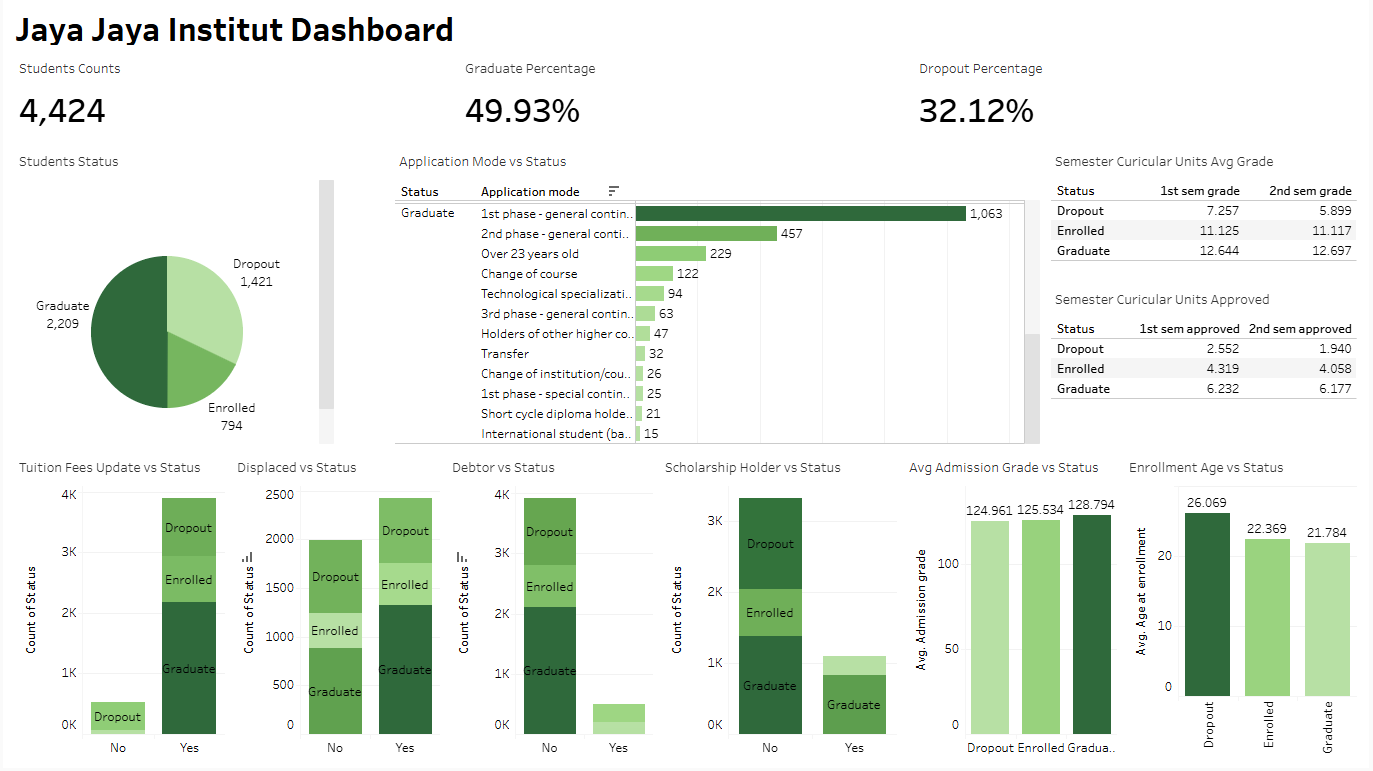 Jaya Jaya Institut Dashboard
Students Counts
Graduate Percentage
Dropout Percentage
4,424
49.93%
32.12%
Students Status
Dropout
1,421
Graduate
2,209
Enrolled
794
Application Mode vs Status
Status Application mode
Graduate 1st phase - general contin.. 1,063
2nd phase - general conti.. 457
Over 23 years old 229
Change of course 122
Technological specializati.. 94
3rd phase - general contin.. 63
Holders of other higher co.. 47
Transfer 32
Change of institution/cou.. 26
1st phase - special contin.. 25
Short cycle diploma holde.. 21
International student (ba.. 15
Semester Curicular Units Avg Grade
Status 1st sem grade 2nd sem grade
Dropout 7.257 5.899
Enrolled 11.125 11.117
Graduate 12.644 12.697
Semester Curicular Units Approved
Status 1st sem approved 2nd sem approved
Dropout 2.552 1.940
Enrolled 4.319 4.058
Graduate 6.232 6.177
Tuition Fees Update vs Status
Count of Status
4K
3K
2K
1K
0K
Dropout
Dropout
Enrolled
Graduate
No Yes
Displaced vs Status
Count of Status
2500
2000
1500
1000
500
0
Dropout
Enrolled
Graduate
Dropout
Enrolled
Graduate
No Yes
Debtor vs Status
Count of Status
4K
3K
2K
1K
0K
Dropout
Enrolled
Graduate
No Yes
Scholarship Holder vs Status
Count of Status
3K
2K
1K
0K
Dropout
Enrolled
Graduate
Graduate
No Yes
Avg Admission Grade vs Status
Avg. Admission grade
100
50
0
124.961 125.534 128.794
Dropout Enrolled Gradua..
Enrollment Age vs Status
Avg. Age at enrollment
20
10
0
26.069
22.369
21.784
Dropout
Enrolled
Graduate